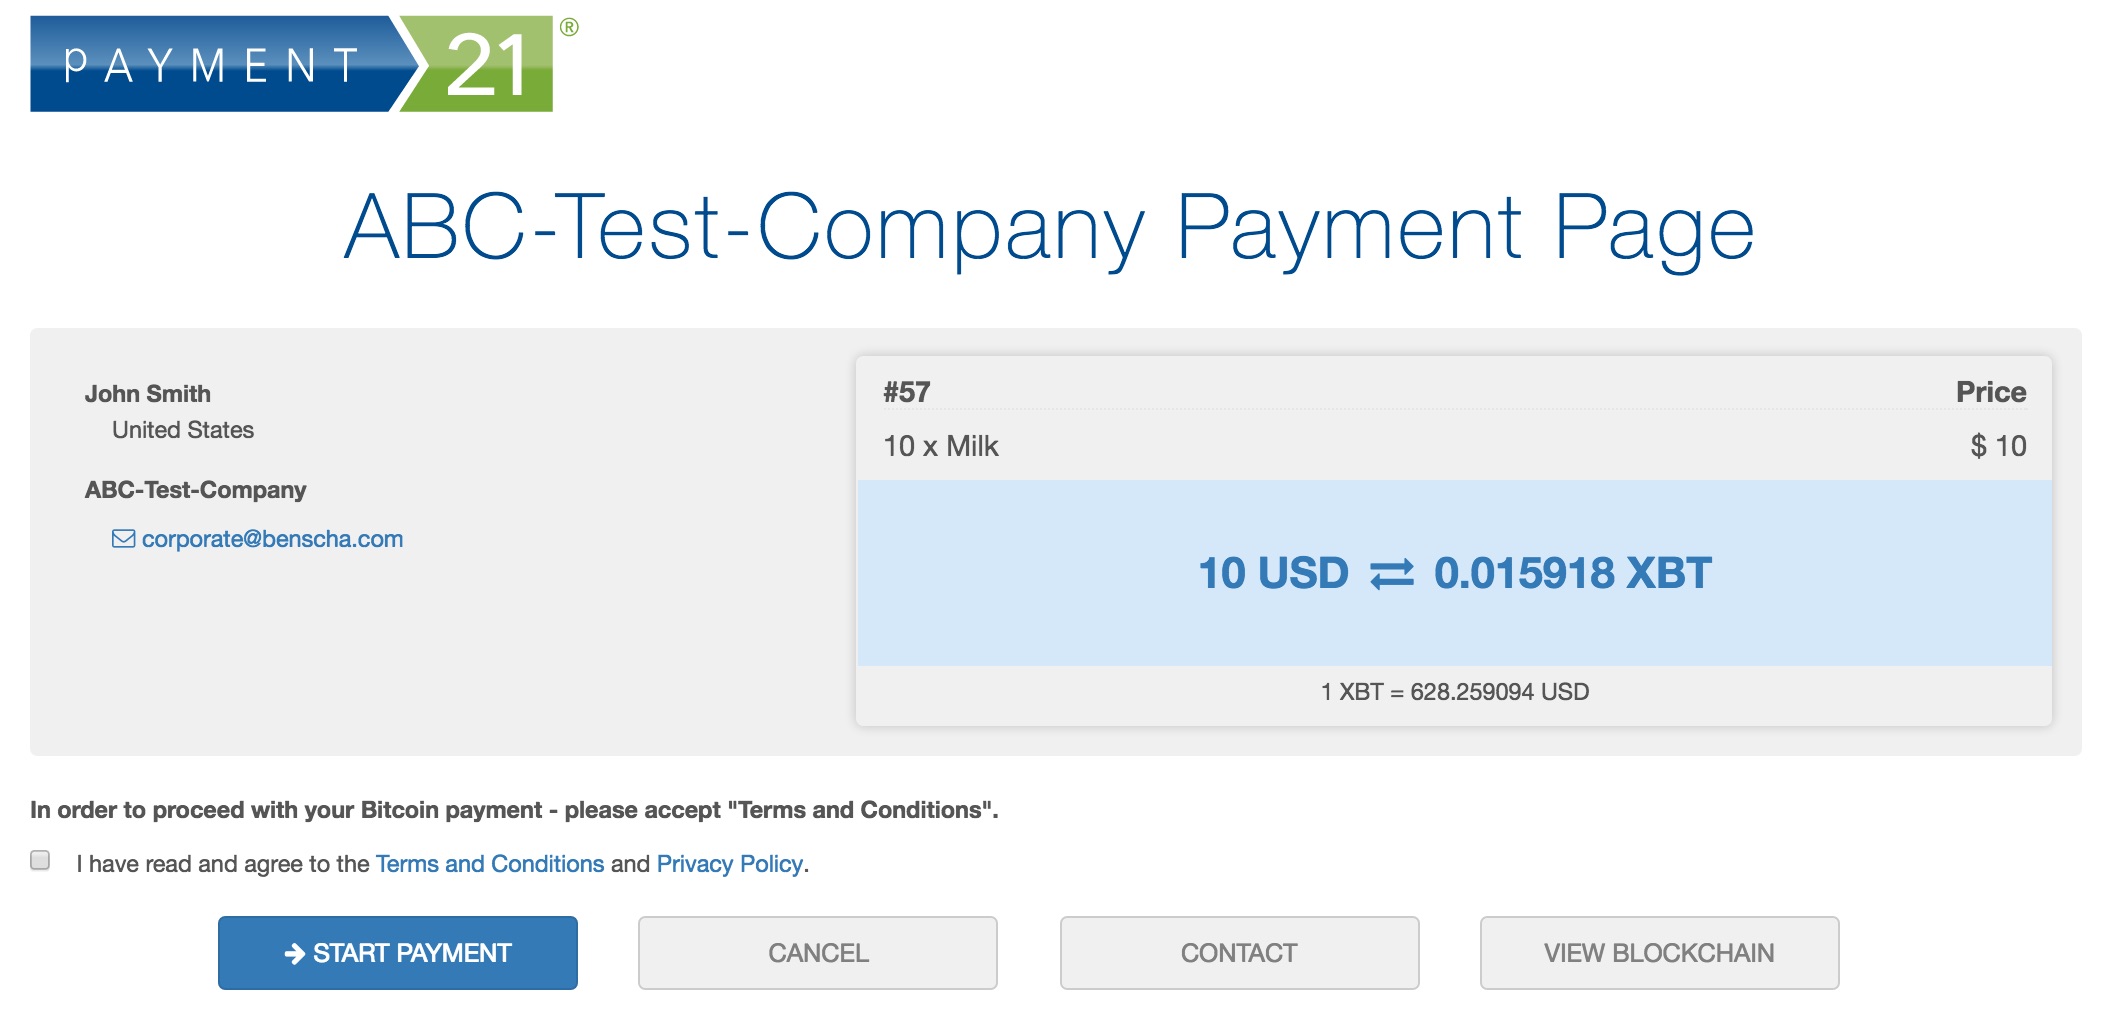 pAYMENT 21®
ABC-Test-Company Payment Page
John Smith
United States
ABC-Test-Company
corporate@benscha.com
#57 Price
10 x Milk $ 10
10 USD ⇄ 0.015918 XBT
1 XBT = 628.259094 USD
In order to proceed with your Bitcoin payment - please accept "Terms and Conditions".
I have read and agree to the Terms and Conditions and Privacy Policy.
→ START PAYMENT CANCEL CONTACT VIEW BLOCKCHAIN